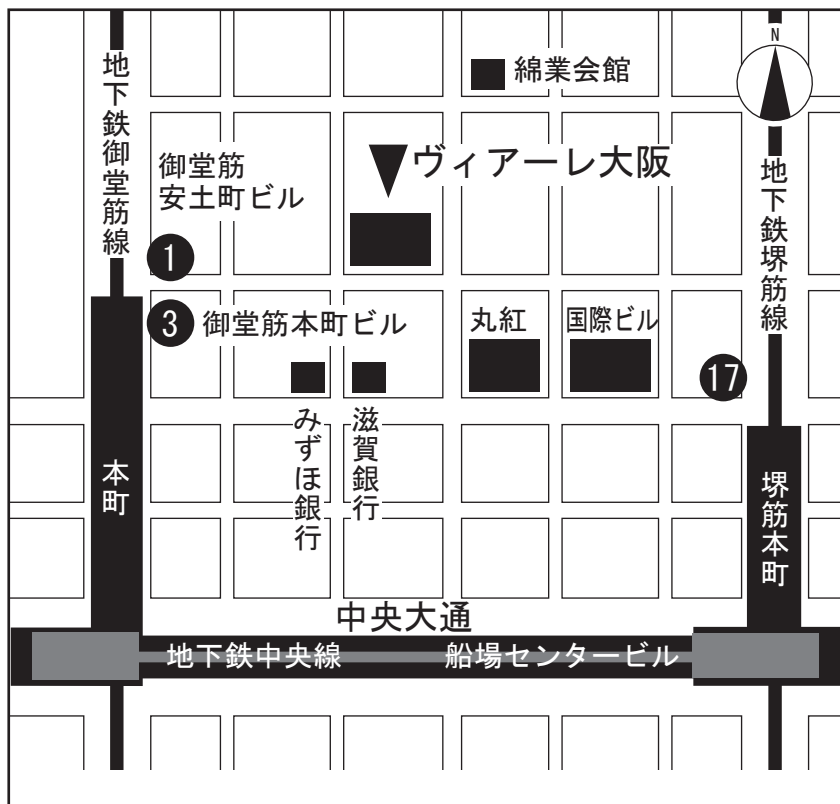 綿業会館
N
地下鉄御堂筋線
御堂筋
安土町ビル
ヴィアーレ大阪
地下鉄堺筋線
1
3
御堂筋本町ビル
丸紅
国際ビル
17
みずほ銀行
滋賀銀行
本町
堺筋本町
中央大通
地下鉄中央線
船場センタービル